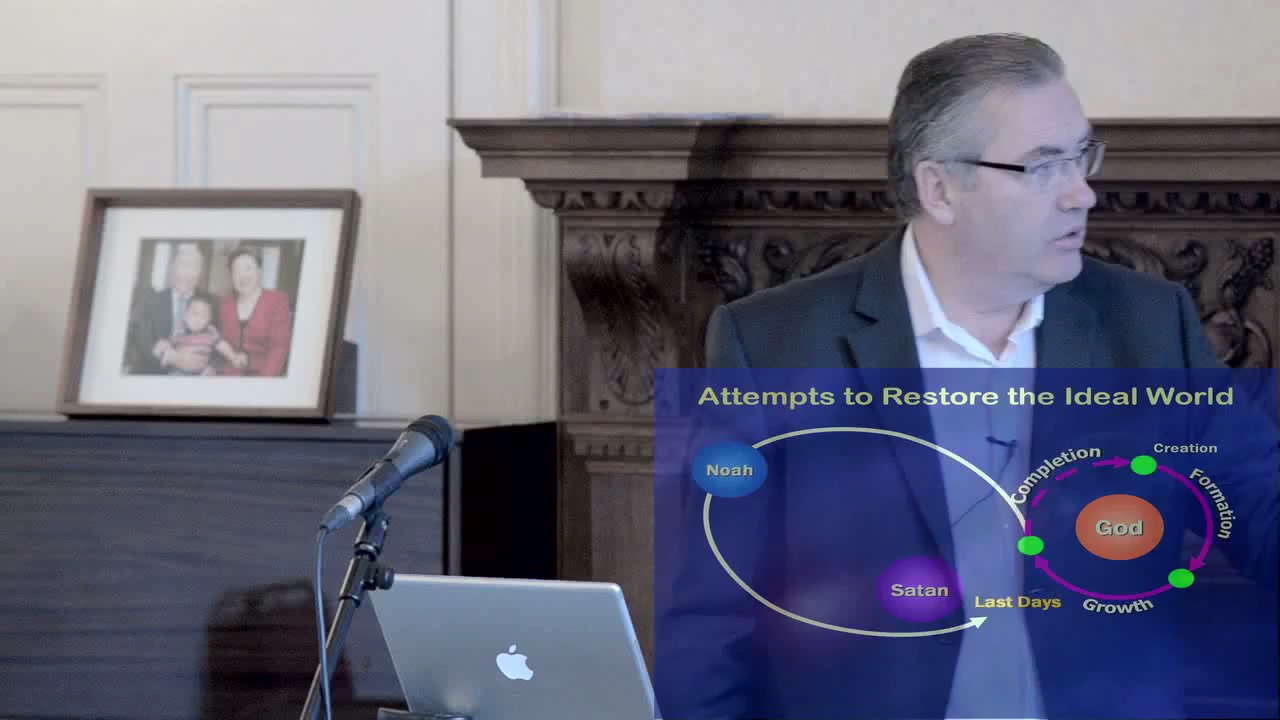 Attempts to Restore the Ideal World
Creation
Completion
Formation
Noah
God
Satan
Last Days
Growth